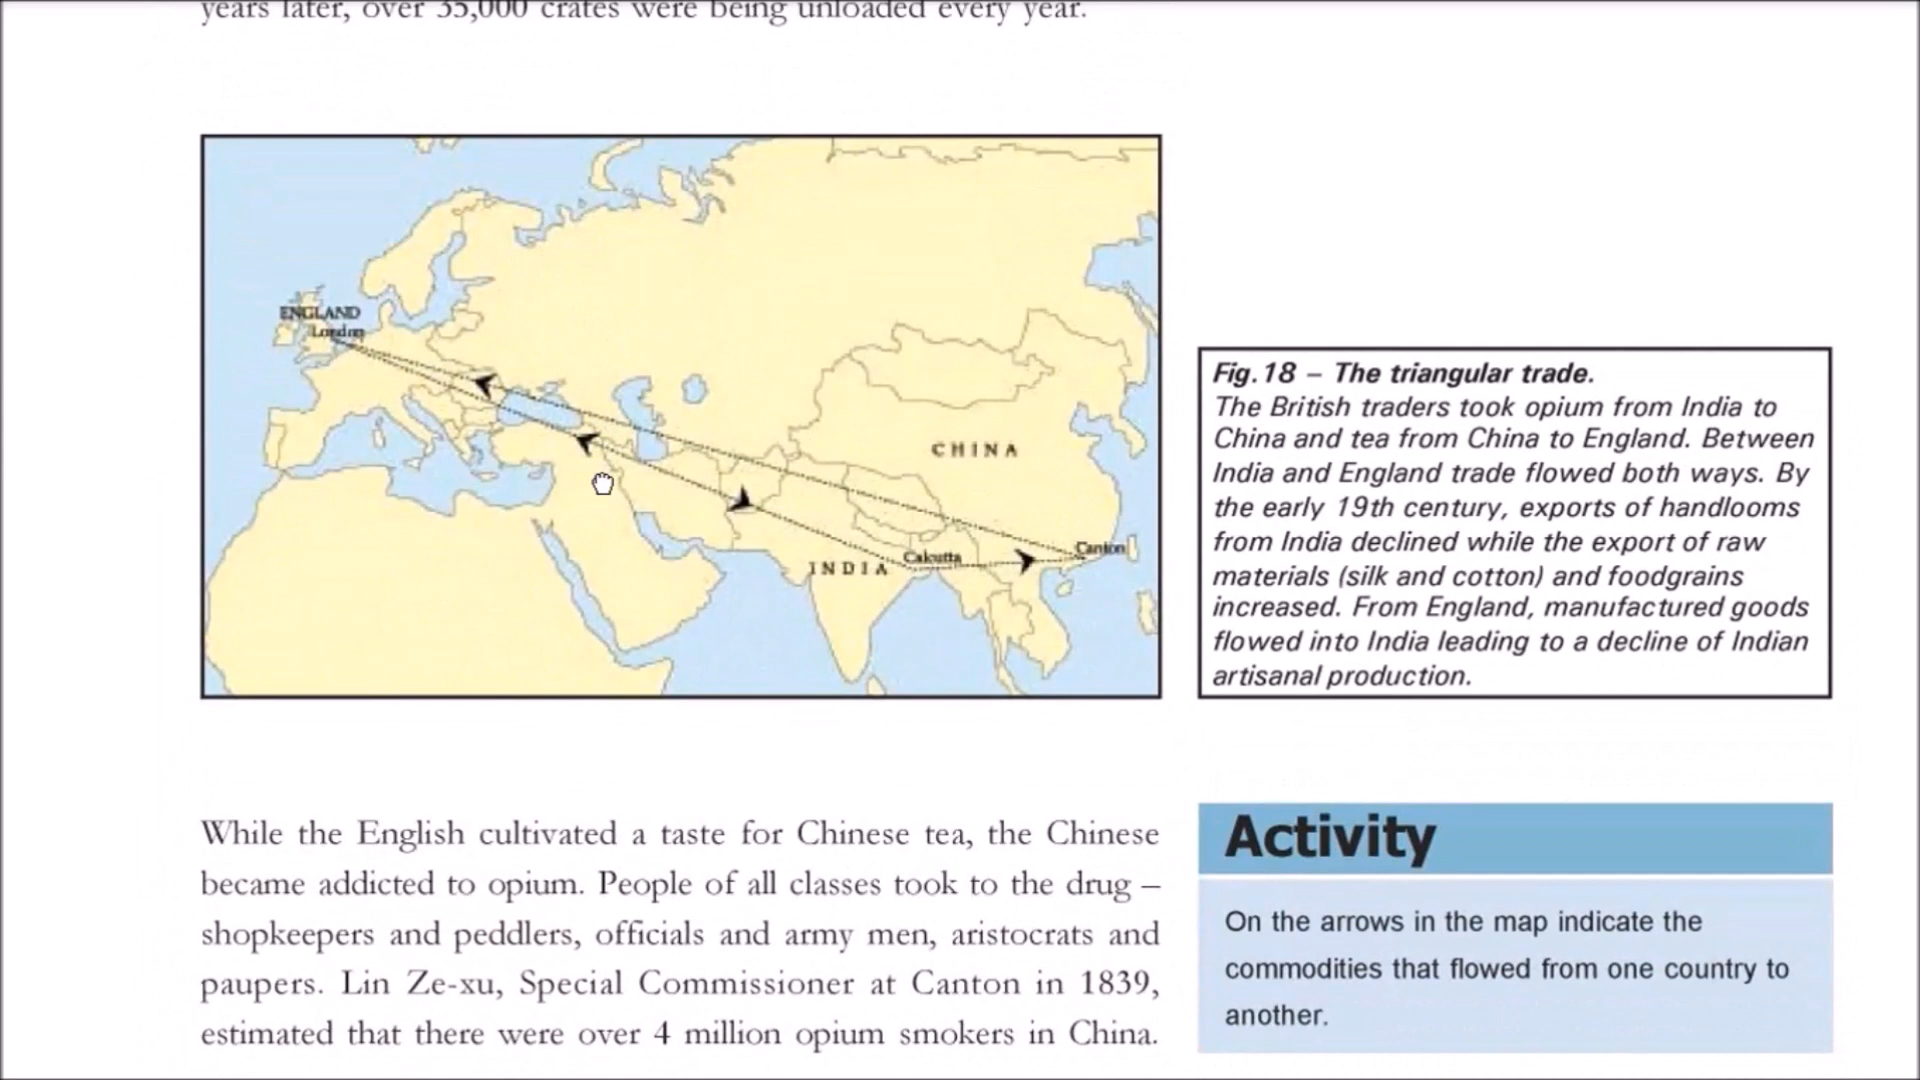 years later, over 35,000 crates were being unloaded every year.
ENGLAND
London
CHINA
Calcutta
Canton
INDIA
Fig.18 – The triangular trade.
The British traders took opium from India to
China and tea from China to England. Between
India and England trade flowed both ways. By
the early 19th century, exports of handlooms
from India declined while the export of raw
materials (silk and cotton) and foodgrains
increased. From England, manufactured goods
flowed into India leading to a decline of Indian
artisanal production.
While the English cultivated a taste for Chinese tea, the Chinese
became addicted to opium. People of all classes took to the drug –
shopkeepers and peddlers, officials and army men, aristocrats and
paupers. Lin Ze-xu, Special Commissioner at Canton in 1839,
estimated that there were over 4 million opium smokers in China.
Activity
On the arrows in the map indicate the
commodities that flowed from one country to
another.